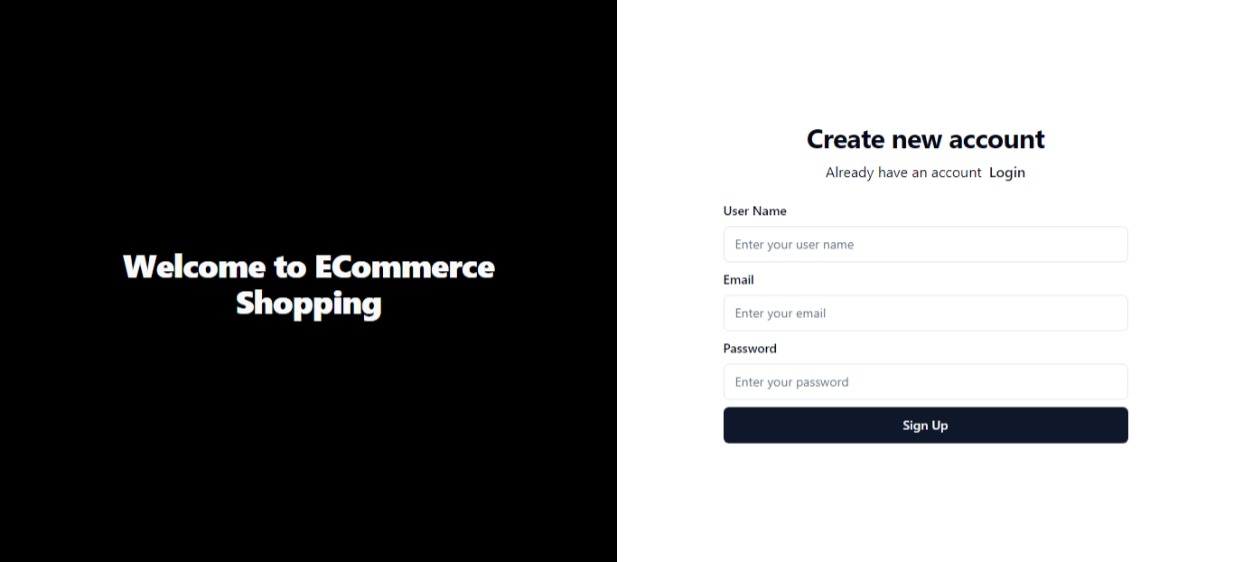 Welcome to ECommerce
Shopping
Create new account
Already have an account Login
User Name
Enter your user name
Email
Enter your email
Password
Enter your password
Sign Up